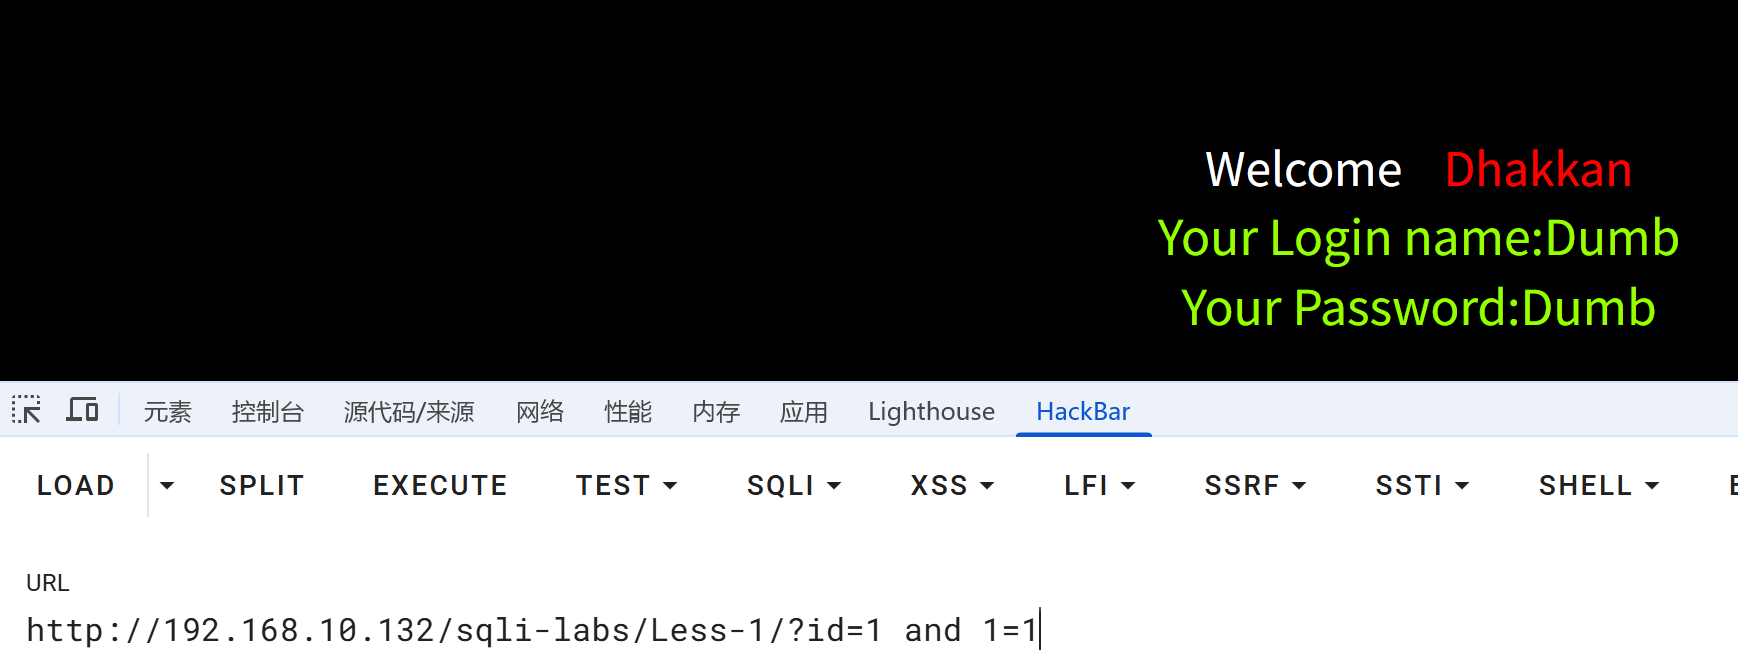 Welcome Dhakkan
Your Login name:Dumb
Your Password:Dumb
元素 控制台 源代码/来源 网络 性能 内存 应用 Lighthouse HackBar
LOAD SPLIT EXECUTE TEST SQLI XSS LFI SSRF SSTI SHELL
URL
http://192.168.10.132/sqli-labs/Less-1/?id=1 and 1=1